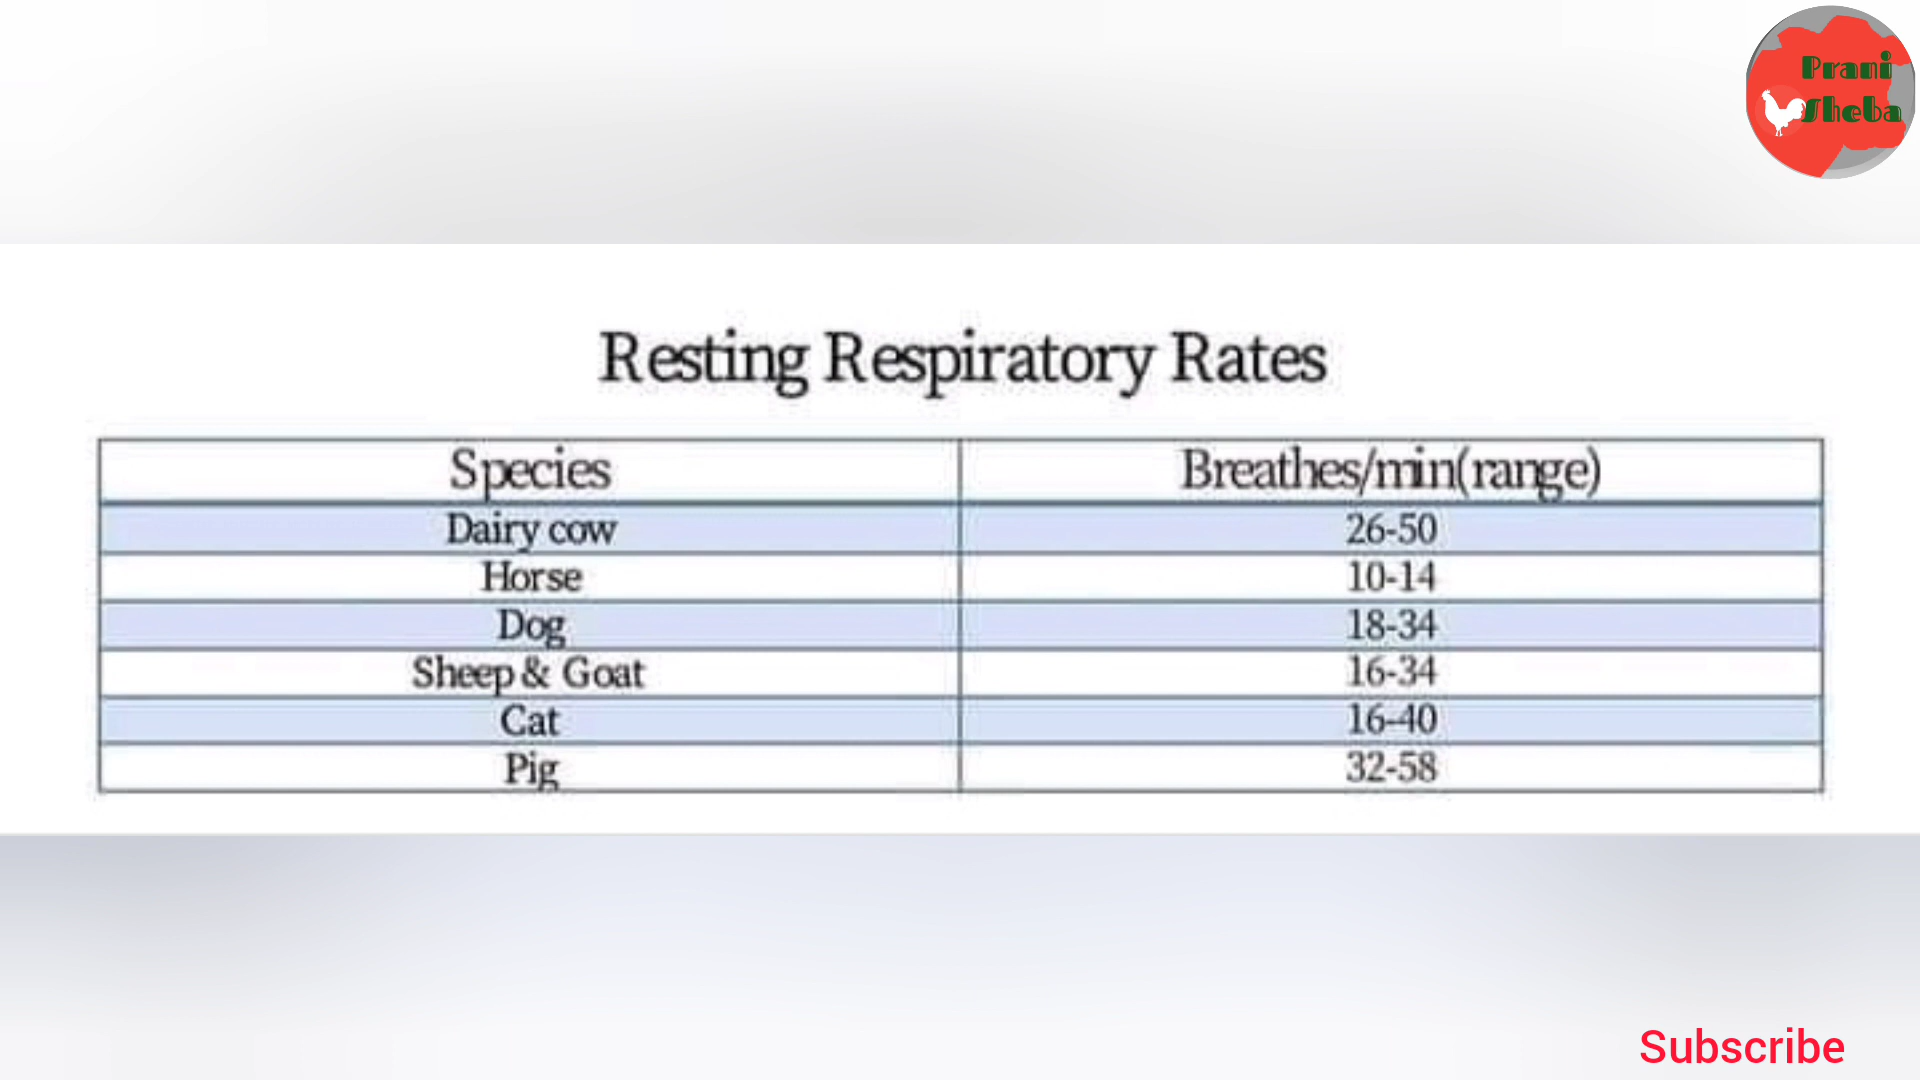 Prani
Sheba
Resting Respiratory Rates
Species Breathes/min(range)
Dairy cow 26-50
Horse 10-14
Dog 18-34
Sheep & Goat 16-34
Cat 16-40
Pig 32-58
Subscribe